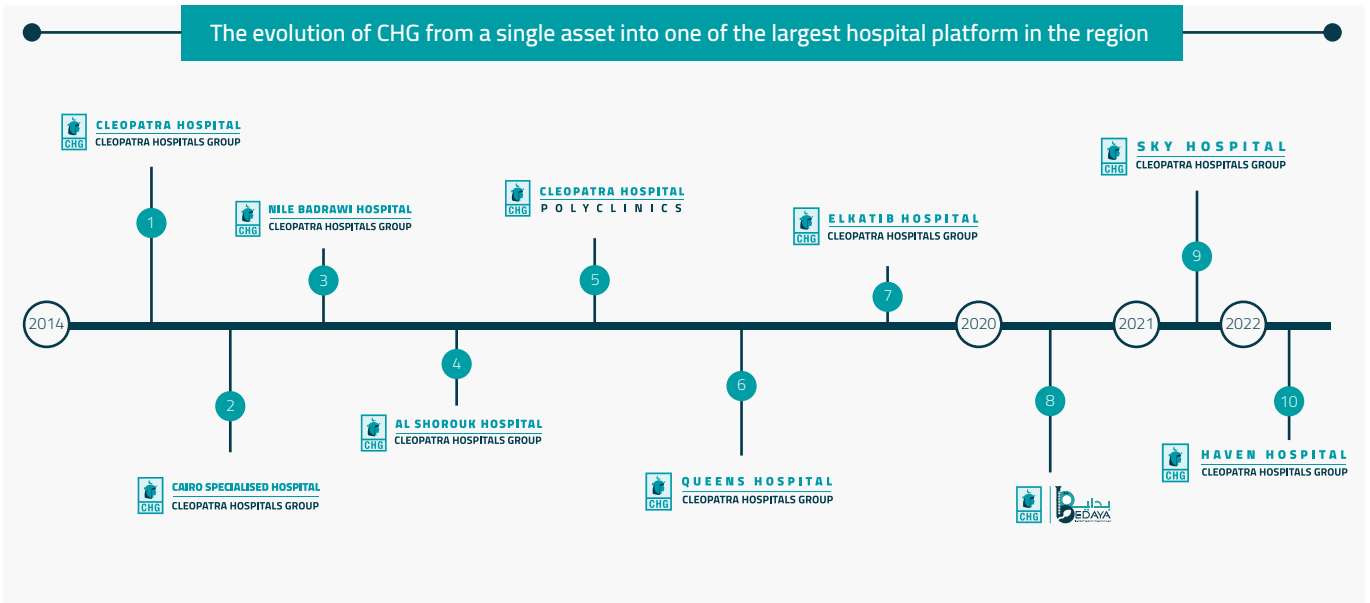 The evolution of CHG from a single asset into one of the largest hospital platform in the region
CHG
CLEOPATRA HOSPITAL
CLEOPATRA HOSPITALS GROUP
1
CHG
CAIRO SPECIALISED HOSPITAL
CLEOPATRA HOSPITALS GROUP
2
CHG
NILE BADRAWI HOSPITAL
CLEOPATRA HOSPITALS GROUP
3
CHG
AL SHOROUK HOSPITAL
CLEOPATRA HOSPITALS GROUP
4
CHG
CLEOPATRA HOSPITAL
POLYCLINICS
5
CHG
QUEENS HOSPITAL
CLEOPATRA HOSPITALS GROUP
6
CHG
ELKATIB HOSPITAL
CLEOPATRA HOSPITALS GROUP
7
CHG
بداية
BEDAYA
8
CHG
SKY HOSPITAL
CLEOPATRA HOSPITALS GROUP
9
CHG
HAVEN HOSPITAL
CLEOPATRA HOSPITALS GROUP
10
2014
2020
2021
2022